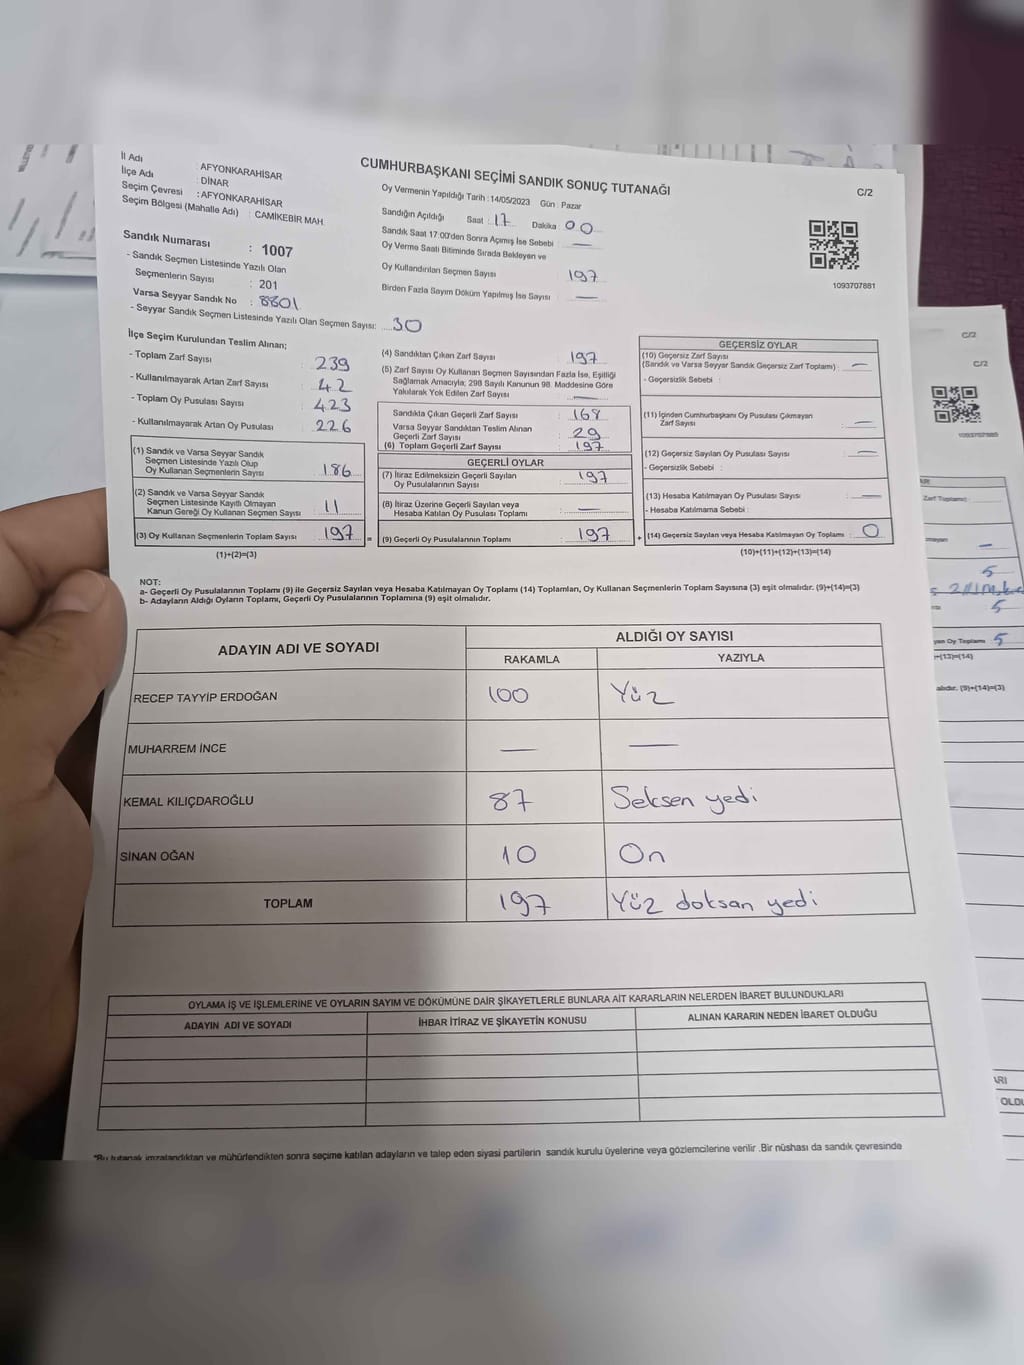 CUMHURBAŞKANI SEÇİMİ SANDIK SONUÇ TUTANAĞI
C/2
İl Adı : AFYONKARAHİSAR
İlçe Adı : DİNAR
Seçim Çevresi : AFYONKARAHİSAR
Seçim Bölgesi (Mahalle Adı) : CAMİKEBİR MAH.
Sandık Numarası : 1007
- Sandık Seçmen Listesinde Yazılı Olan
Seçmenlerin Sayısı : 201
Varsa Seyyar Sandık No : 8801
- Seyyar Sandık Seçmen Listesinde Yazılı Olan Seçmen Sayısı: 30
Oy Vermenin Yapıldığı Tarih : 14/05/2023 Gün : Pazar
Sandığın Açıldığı Saat : 17 Dakika : 00
Sandık Saat 17:00'den Sonra Açımış İse Sebebi : —
Oy Verme Saati Bitiminde Sırada Bekleyen ve
Oy Kullandırılan Seçmen Sayısı : 197
Birden Fazla Sayım Döküm Yapılmış İse Sayısı : —
1093707881
İlçe Seçim Kurulundan Teslim Alınan;
- Toplam Zarf Sayısı : 239
- Kullanılmayarak Artan Zarf Sayısı : 42
- Toplam Oy Pusulası Sayısı : 423
- Kullanılmayarak Artan Oy Pusulası : 226
(1) Sandık ve Varsa Seyyar Sandık
Seçmen Listesinde Yazılı Olup
Oy Kullanan Seçmenlerin Sayısı : 186
(2) Sandık ve Varsa Seyyar Sandık
Seçmen Listesinde Kayıtlı Olmayan
Kanun Gereği Oy Kullanan Seçmen Sayısı : 11
(3) Oy Kullanan Seçmenlerin Toplam Sayısı : 197 =
(1)+(2)=(3)
(4) Sandıktan Çıkan Zarf Sayısı : 197
(5) Zarf Sayısı Oy Kullanan Seçmen Sayısından Fazla İse, Eşitliği
Sağlamak Amacıyla; 298 Sayılı Kanunun 98. Maddesine Göre
Yakılarak Yok Edilen Zarf Sayısı : —
Sandıkta Çıkan Geçerli Zarf Sayısı : 168
Varsa Seyyar Sandıktan Teslim Alınan
Geçerli Zarf Sayısı : 29
(6) Toplam Geçerli Zarf Sayısı : 197
GEÇERLİ OYLAR
(7) İtiraz Edilmeksizin Geçerli Sayılan
Oy Pusulalarının Sayısı : 197
(8) İtiraz Üzerine Geçerli Sayılan veya
Hesaba Katılan Oy Pusulası Toplamı : —
(9) Geçerli Oy Pusulalarının Toplamı : 197 +
GEÇERSİZ OYLAR
(10) Geçersiz Zarf Sayısı
(Sandık ve Varsa Seyyar Sandık Geçersiz Zarf Toplamı) : —
- Geçersizlik Sebebi :
(11) İçinden Cumhurbaşkanı Oy Pusulası Çıkmayan
Zarf Sayısı : —
(12) Geçersiz Sayılan Oy Pusulası Sayısı : —
- Geçersizlik Sebebi :
(13) Hesaba Katılmayan Oy Pusulası Sayısı : —
- Hesaba Katılmama Sebebi :
(14) Geçersiz Sayılan veya Hesaba Katılmayan Oy Toplamı : 0
(10)+(11)+(12)+(13)=(14)
NOT:
a- Geçerli Oy Pusulalarının Toplamı (9) ile Geçersiz Sayılan veya Hesaba Katılmayan Oy Toplamı (14) Toplamları, Oy Kullanan Seçmenlerin Toplam Sayısına (3) eşit olmalıdır. (9)+(14)=(3)
b- Adayların Aldığı Oyların Toplamı, Geçerli Oy Pusulalarının Toplamına (9) eşit olmalıdır.
ADAYIN ADI VE SOYADI
ALDIĞI OY SAYISI
RAKAMLA YAZIYLA
RECEP TAYYİP ERDOĞAN 100 Yüz
MUHARREM İNCE — —
KEMAL KILIÇDAROĞLU 87 Seksen yedi
SİNAN OĞAN 10 On
TOPLAM 197 Yüz doksan yedi
OYLAMA İŞ VE İŞLEMLERİNE VE OYLARIN SAYIM VE DÖKÜMÜNE DAİR ŞİKAYETLERLE BUNLARA AİT KARARLARIN NELERDEN İBARET BULUNDUKLARI
ADAYIN ADI VE SOYADI İHBAR İTİRAZ VE ŞİKAYETİN KONUSU ALINAN KARARIN NEDEN İBARET OLDUĞU
*Bu tutanak imzalandıktan ve mühürlendikten sonra seçime katılan adayların ve talep eden siyasi partilerin sandık kurulu üyelerine veya gözlemcilerine verilir .Bir nüshası da sandık çevresinde
C/2
C/2
Zarf Toplamı) :
5
5
yan Oy Toplamı 5
+(13)=(14)
alıdır. (9)+(14)=(3)
ARI
OLDU